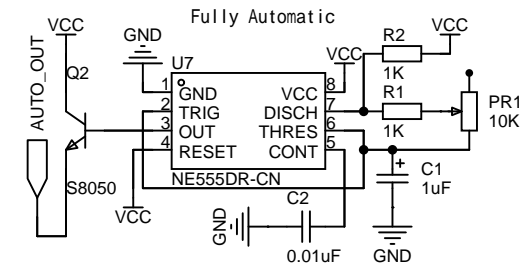 Fully Automatic
VCC
GND
U7
VCC
R2
VCC
AUTO_OUT
Q2
1K
1
GND
VCC
8
R1
2
TRIG
DISCH
7
PR1
3
OUT
THRES
6
1K
10K
4
RESET
CONT
5
S8050
NE555DR-CN
C1
1uF
VCC
C2
GND
0.01uF
GND
+